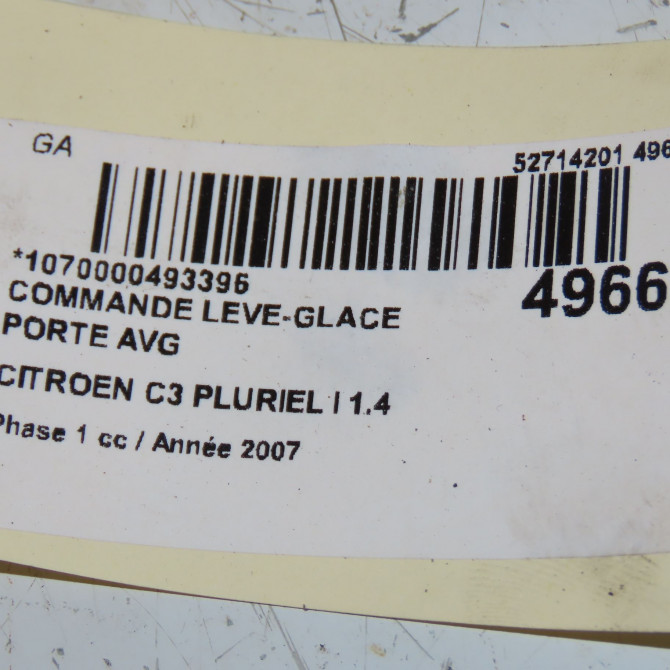 GA
52714201 496
*1070000493396
4966
COMMANDE LEVE-GLACE
PORTE AVG
CITROEN C3 PLURIEL I 1.4
Phase 1 cc / Année 2007